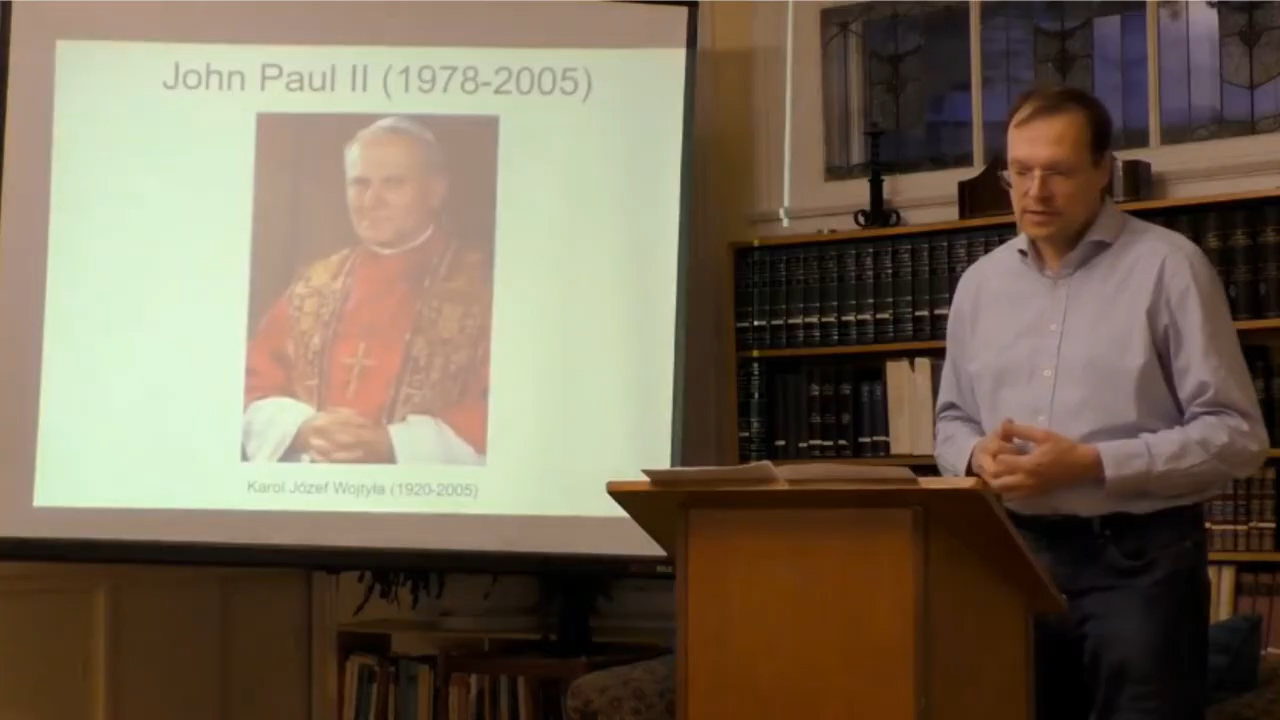 John Paul II (1978-2005)
Karol Józef Wojtyła (1920-2005)